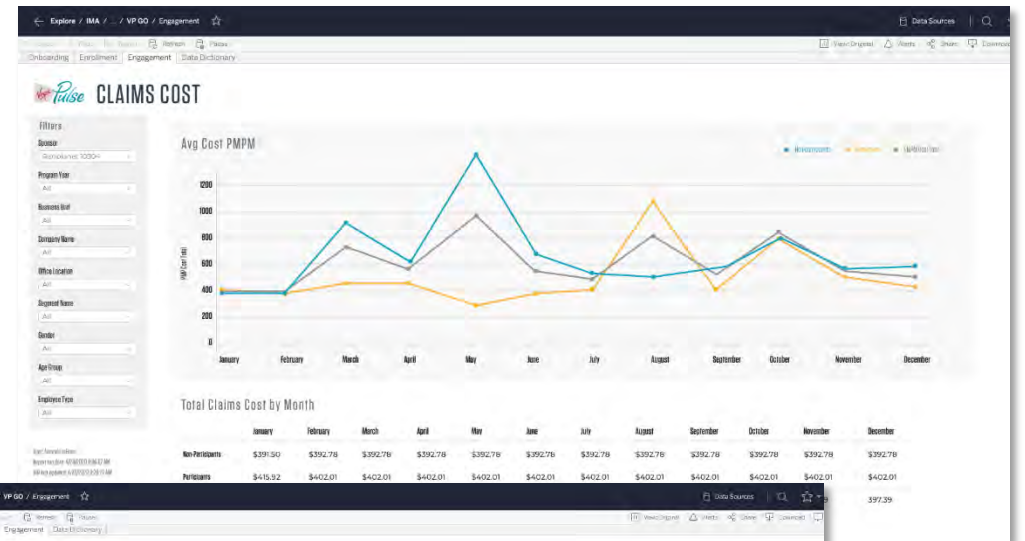 Explore / IMA / ... / VP GO / Engagement
Data Sources
Refresh Pause
View: Original Alerts Share Download
Onboarding Enrollment Engagement Data Dictionary
Pulse CLAIMS COST
Filters
Sponsor
Program Year
All
Business Unit
All
Company Name
All
Office Location
All
Segment Name
All
Gender
All
Age Group
All
Employee Type
All
Avg Cost PMPM
1200
1000
800
600
400
200
0
January February March April May June July August September October November December
Total Claims Cost by Month
January February March April May June July August September October November December
Non-Participants $391.50 $392.78 $392.78 $392.78 $392.78 $392.78 $392.78 $392.78 $392.78 $392.78 $392.78 $392.78
Participants $415.92 $402.01 $402.01 $402.01 $402.01 $402.01 $402.01 $402.01 $402.01 $402.01 $402.01 $402.01
397.39
VP GO / Engagement
Data Sources
Refresh Pause
View: Original Alerts Share Download
Engagement Data Dictionary